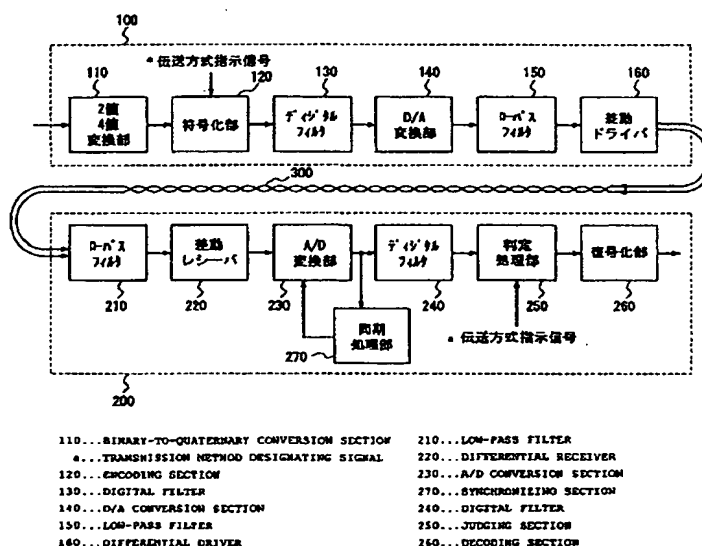 100
a 伝送方式指示信号
110
120
130
140
150
160
2値
4値
変換部
符号化部
ディジタル
フィルタ
D/A
変換部
ローパス
フィルタ
差動
ドライバ
300
ローパス
フィルタ
差動
レシーバ
A/D
変換部
ディジタル
フィルタ
判定
処理部
復号化部
210
220
230
240
250
260
同期
処理部
270
a 伝送方式指示信号
200
110...BINARY-TO-QUATERNARY CONVERSION SECTION
a...TRANSMISSION METHOD DESIGNATING SIGNAL
120...ENCODING SECTION
130...DIGITAL FILTER
140...D/A CONVERSION SECTION
150...LOW-PASS FILTER
160...DIFFERENTIAL DRIVER
210...LOW-PASS FILTER
220...DIFFERENTIAL RECEIVER
230...A/D CONVERSION SECTION
270...SYNCHRONIZING SECTION
240...DIGITAL FILTER
250...JUDGING SECTION
260...DECODING SECTION